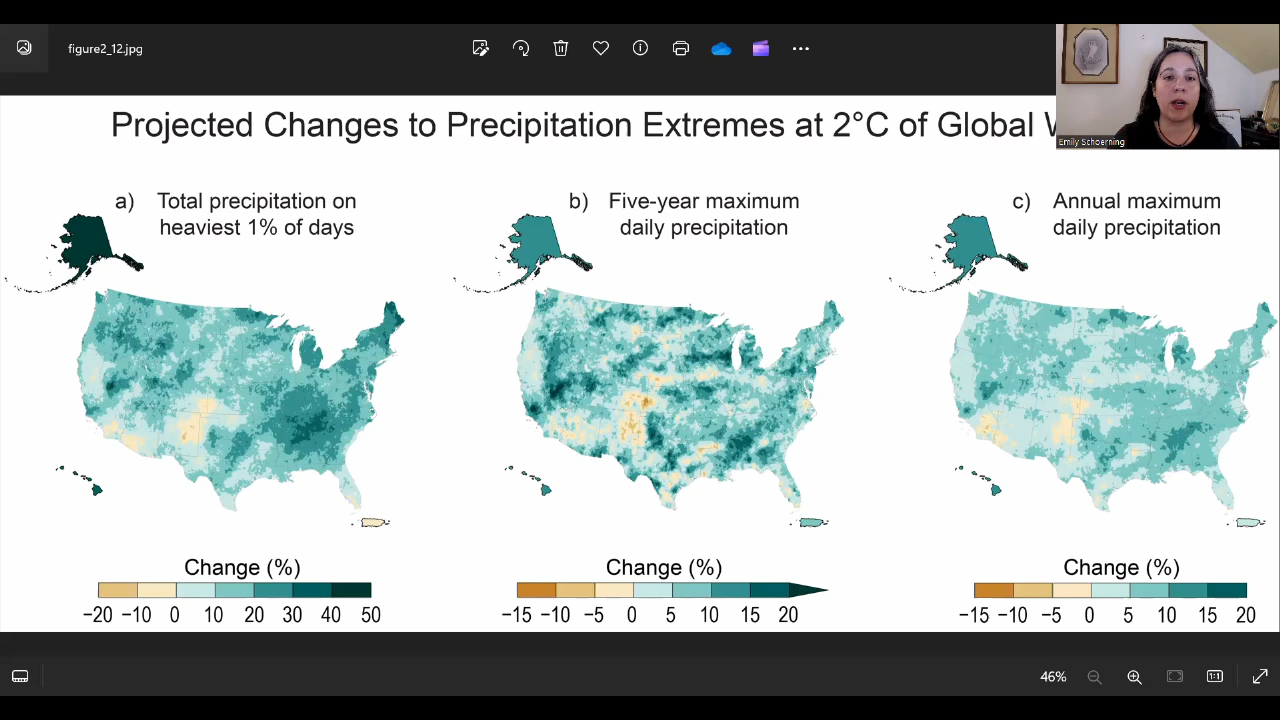 figure2_12.jpg
Emily Schoerning
Projected Changes to Precipitation Extremes at 2°C of Global
a) Total precipitation on
heaviest 1% of days
b) Five-year maximum
daily precipitation
c) Annual maximum
daily precipitation
Change (%)
−20 −10 0 10 20 30 40 50
Change (%)
−15 −10 −5 0 5 10 15 20
Change (%)
−15 −10 −5 0 5 10 15 20
46%
1:1